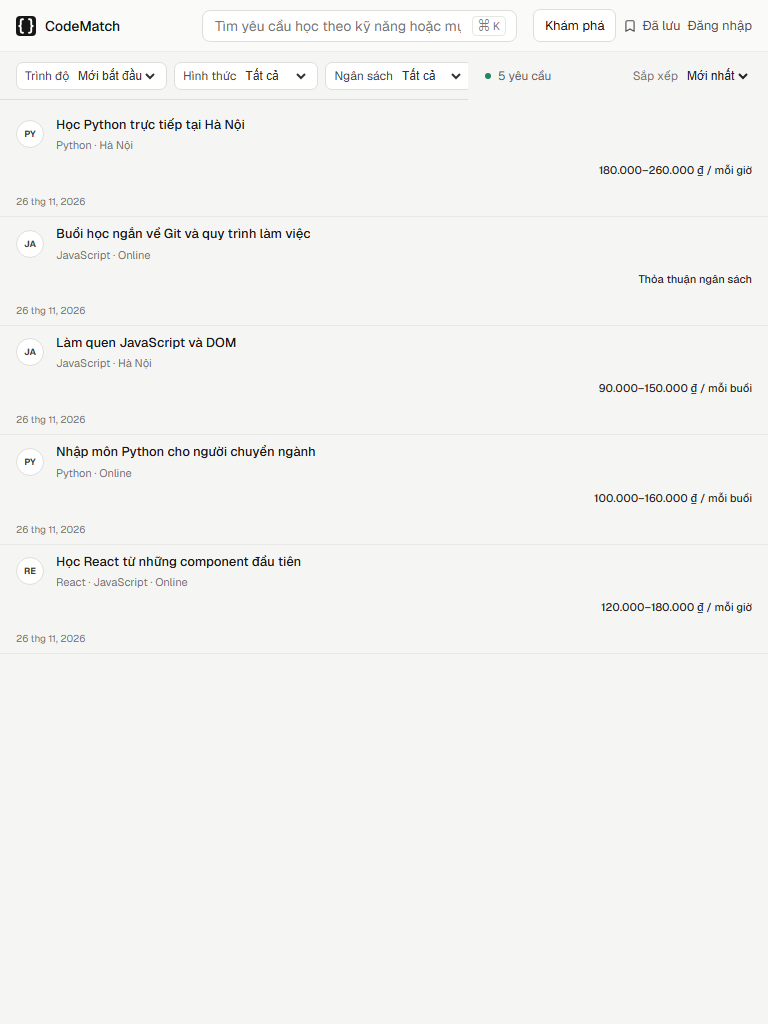 CodeMatch
Tìm yêu cầu học theo kỹ năng hoặc mụ
⌘ K
Khám phá
Đã lưu
Đăng nhập
Trình độ Mới bắt đầu
Hình thức Tất cả
Ngân sách Tất cả
5 yêu cầu
Sắp xếp Mới nhất
PY
Học Python trực tiếp tại Hà Nội
Python · Hà Nội
180.000–260.000 ₫ / mỗi giờ
26 thg 11, 2026
JA
Buổi học ngắn về Git và quy trình làm việc
JavaScript · Online
Thỏa thuận ngân sách
26 thg 11, 2026
JA
Làm quen JavaScript và DOM
JavaScript · Hà Nội
90.000–150.000 ₫ / mỗi buổi
26 thg 11, 2026
PY
Nhập môn Python cho người chuyển ngành
Python · Online
100.000–160.000 ₫ / mỗi buổi
26 thg 11, 2026
RE
Học React từ những component đầu tiên
React · JavaScript · Online
120.000–180.000 ₫ / mỗi giờ
26 thg 11, 2026